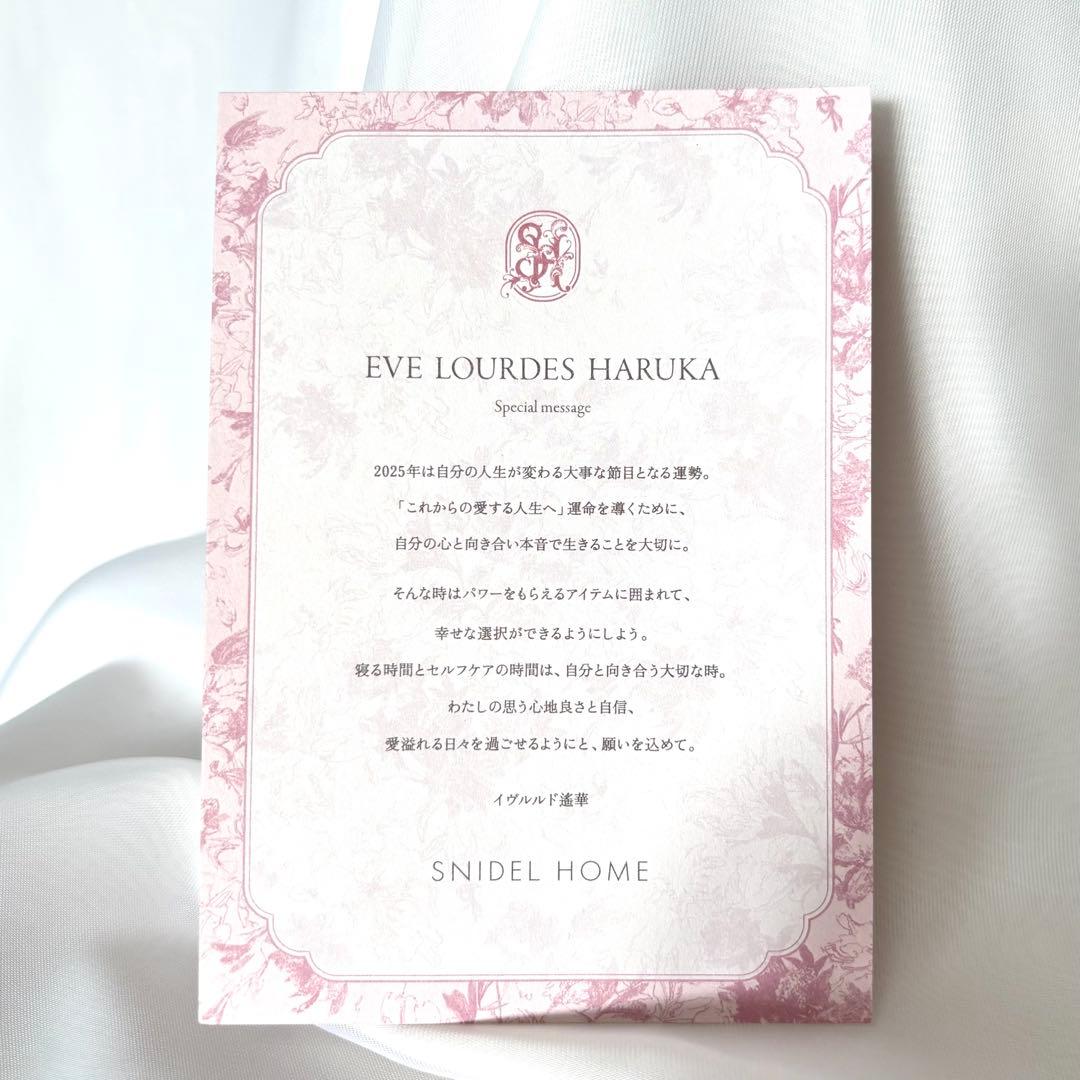 SH
EVE LOURDES HARUKA
Special message
2025年は自分の人生が変わる大事な節目となる運勢。
「これからの愛する人生へ」運命を導くために、
自分の心と向き合い本音で生きることを大切に。
そんな時はパワーをもらえるアイテムに囲まれて、
幸せな選択ができるようにしよう。
寝る時間とセルフケアの時間は、自分と向き合う大切な時。
わたしの思う心地良さと自信、
愛溢れる日々を過ごせるようにと、願いを込めて。
イヴルルド遙華
SNIDEL HOME